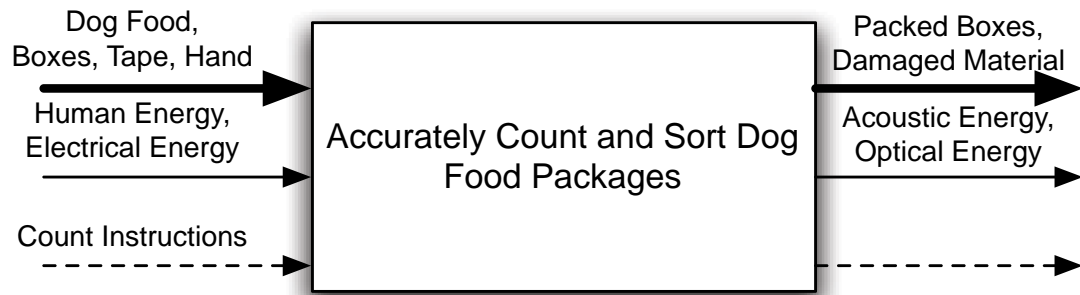 Dog Food,
Boxes, Tape, Hand
Human Energy,
Electrical Energy
Count Instructions
Accurately Count and Sort Dog
Food Packages
Packed Boxes,
Damaged Material
Acoustic Energy,
Optical Energy